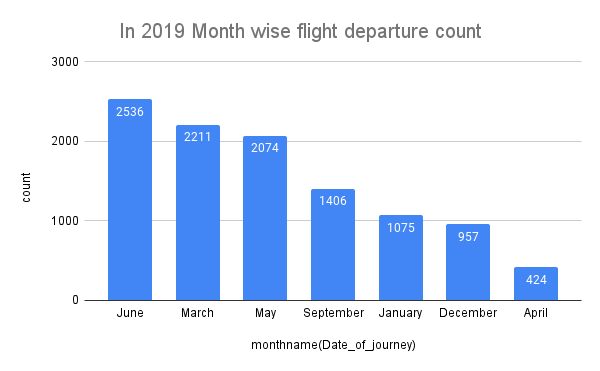 In 2019 Month wise flight departure count
3000
2000
1000
0
count
2536
2211
2074
1406
1075
957
424
June March May September January December April
monthname(Date_of_journey)